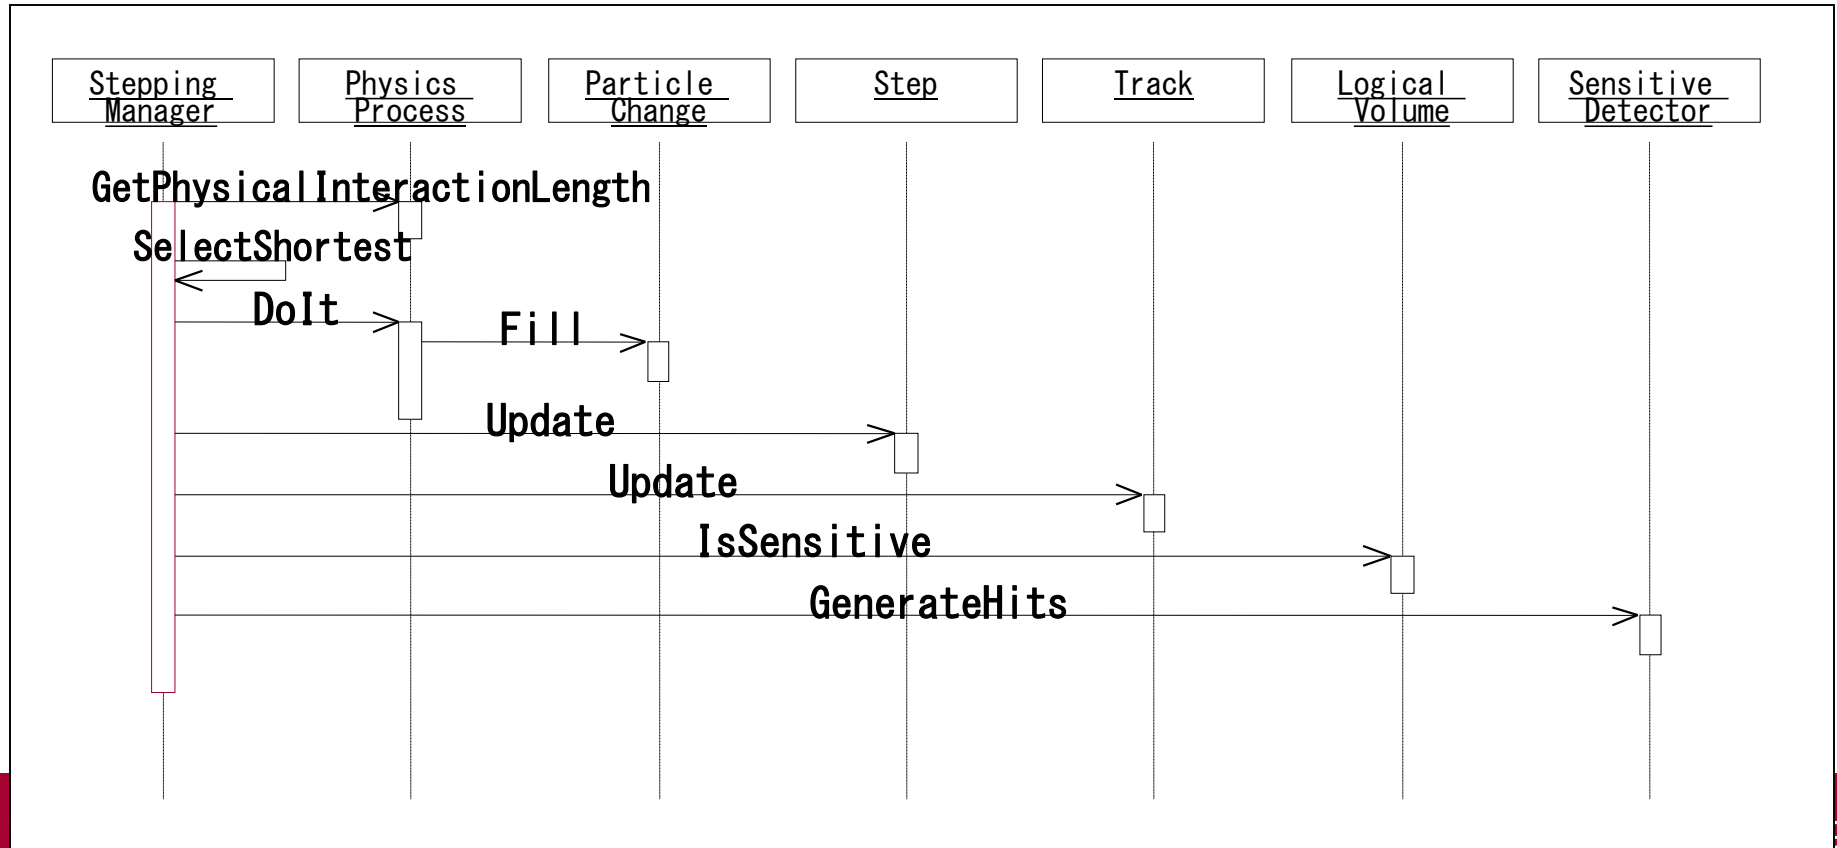 Stepping
Manager
Physics
Process
Particle
Change
Step
Track
Logical
Volume
Sensitive
Detector
GetPhysicalInteractionLength
SelectShortest
DoIt
Fill
Update
Update
IsSensitive
GenerateHits